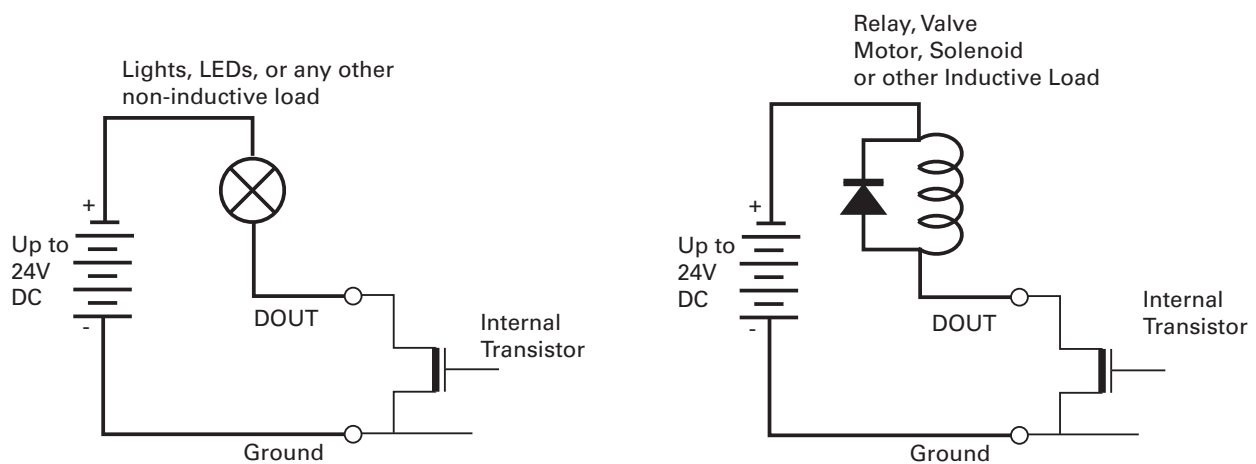 Lights, LEDs, or any other
non-inductive load
+
Up to
24V
DC
-
DOUT
Internal
Transistor
Ground
Relay, Valve
Motor, Solenoid
or other Inductive Load
+
Up to
24V
DC
-
DOUT
Internal
Transistor
Ground